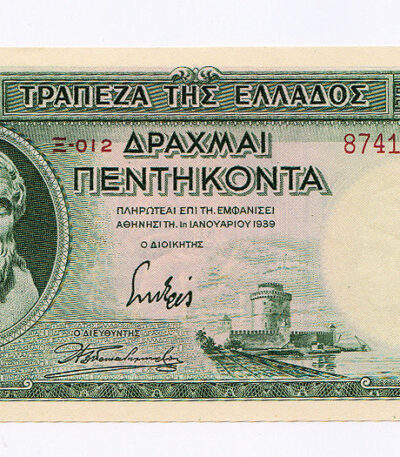 ΤΡΑΠΕΖΑ ΤΗΣ ΕΛΛΑΔΟΣ
Ξ-012 ΔΡΑΧΜΑΙ 8741
ΠΕΝΤΗΚΟΝΤΑ
ΠΛΗΡΩΤΕΑΙ ΕΠΙ ΤΗ, ΕΜΦΑΝΙΣΕΙ
ΑΘΗΝΗΣΙ ΤΗ, 1Η ΙΑΝΟΥΑΡΙΟΥ 1939
Ο ΔΙΟΙΚΗΤΗΣ
Ο ΔΙΕΥΘΥΝΤΗΣ